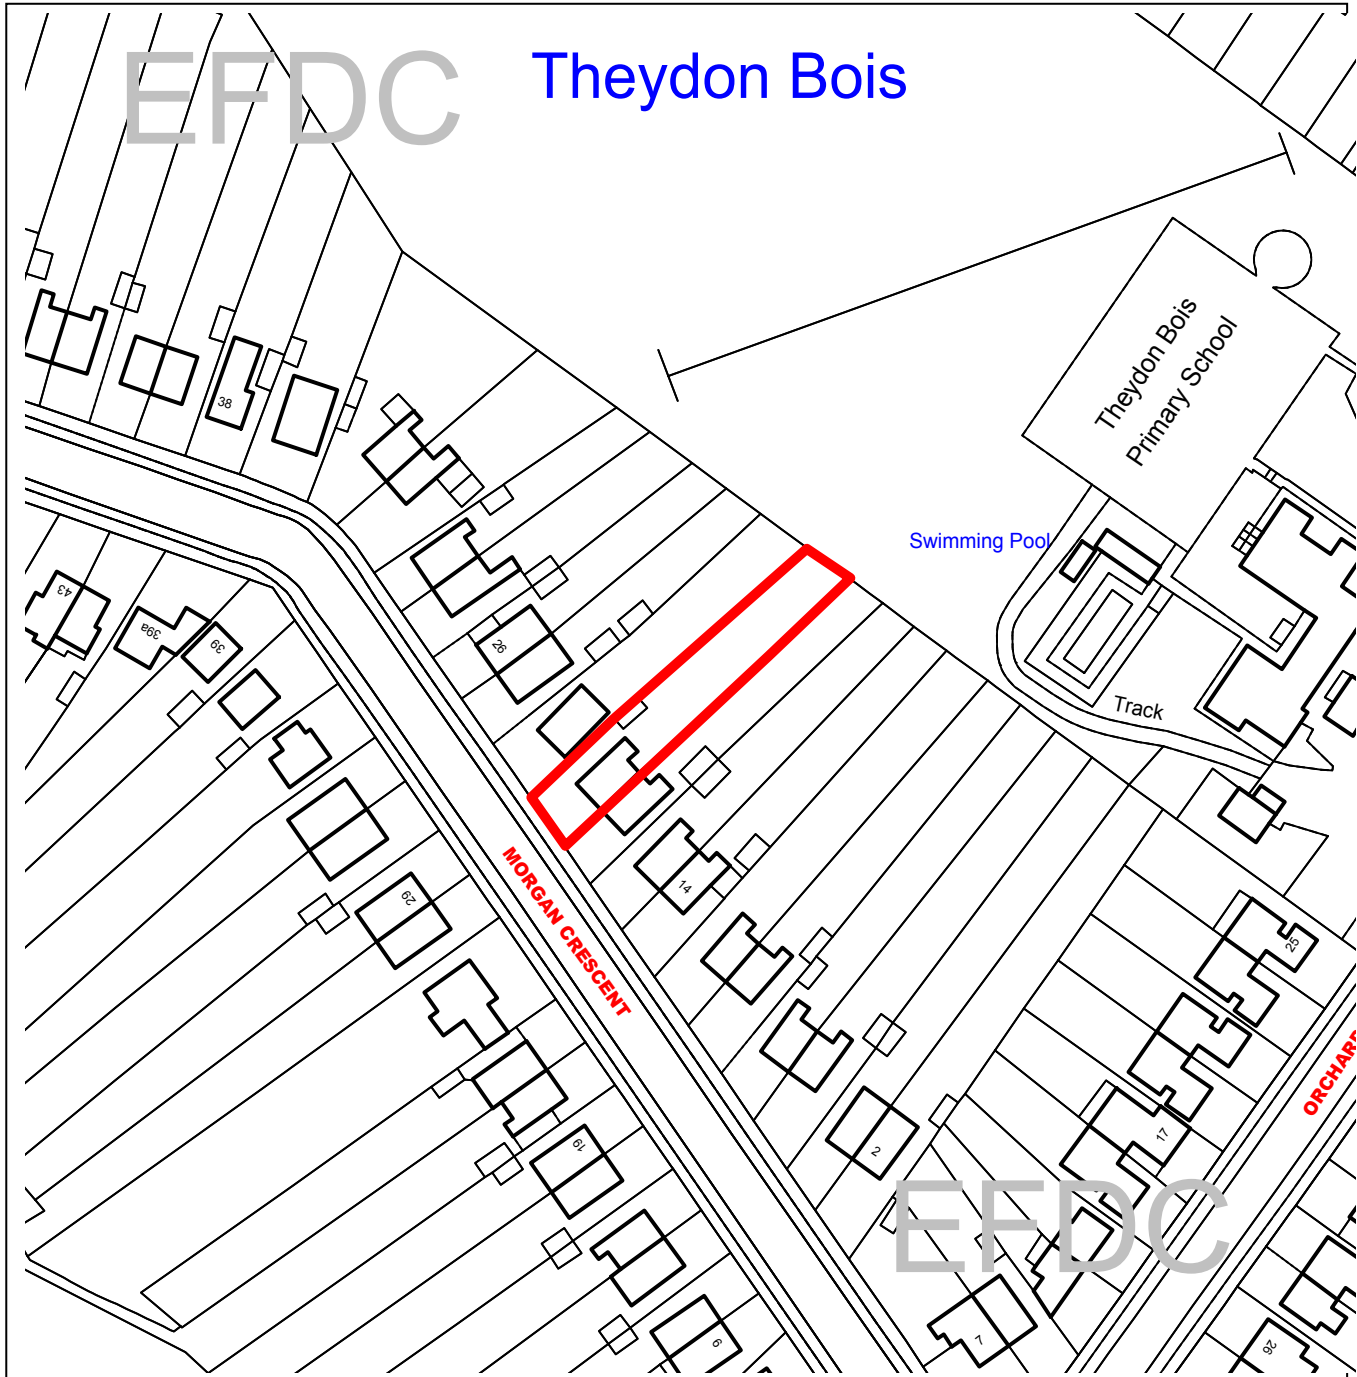 EFDC
Theydon Bois
Theydon Bois
Primary School
38
Swimming Pool
43
39a
39
26
Track
MORGAN CRESCENT
14
29
25
ORCHARD
17
2
19
EFDC
7
9
26